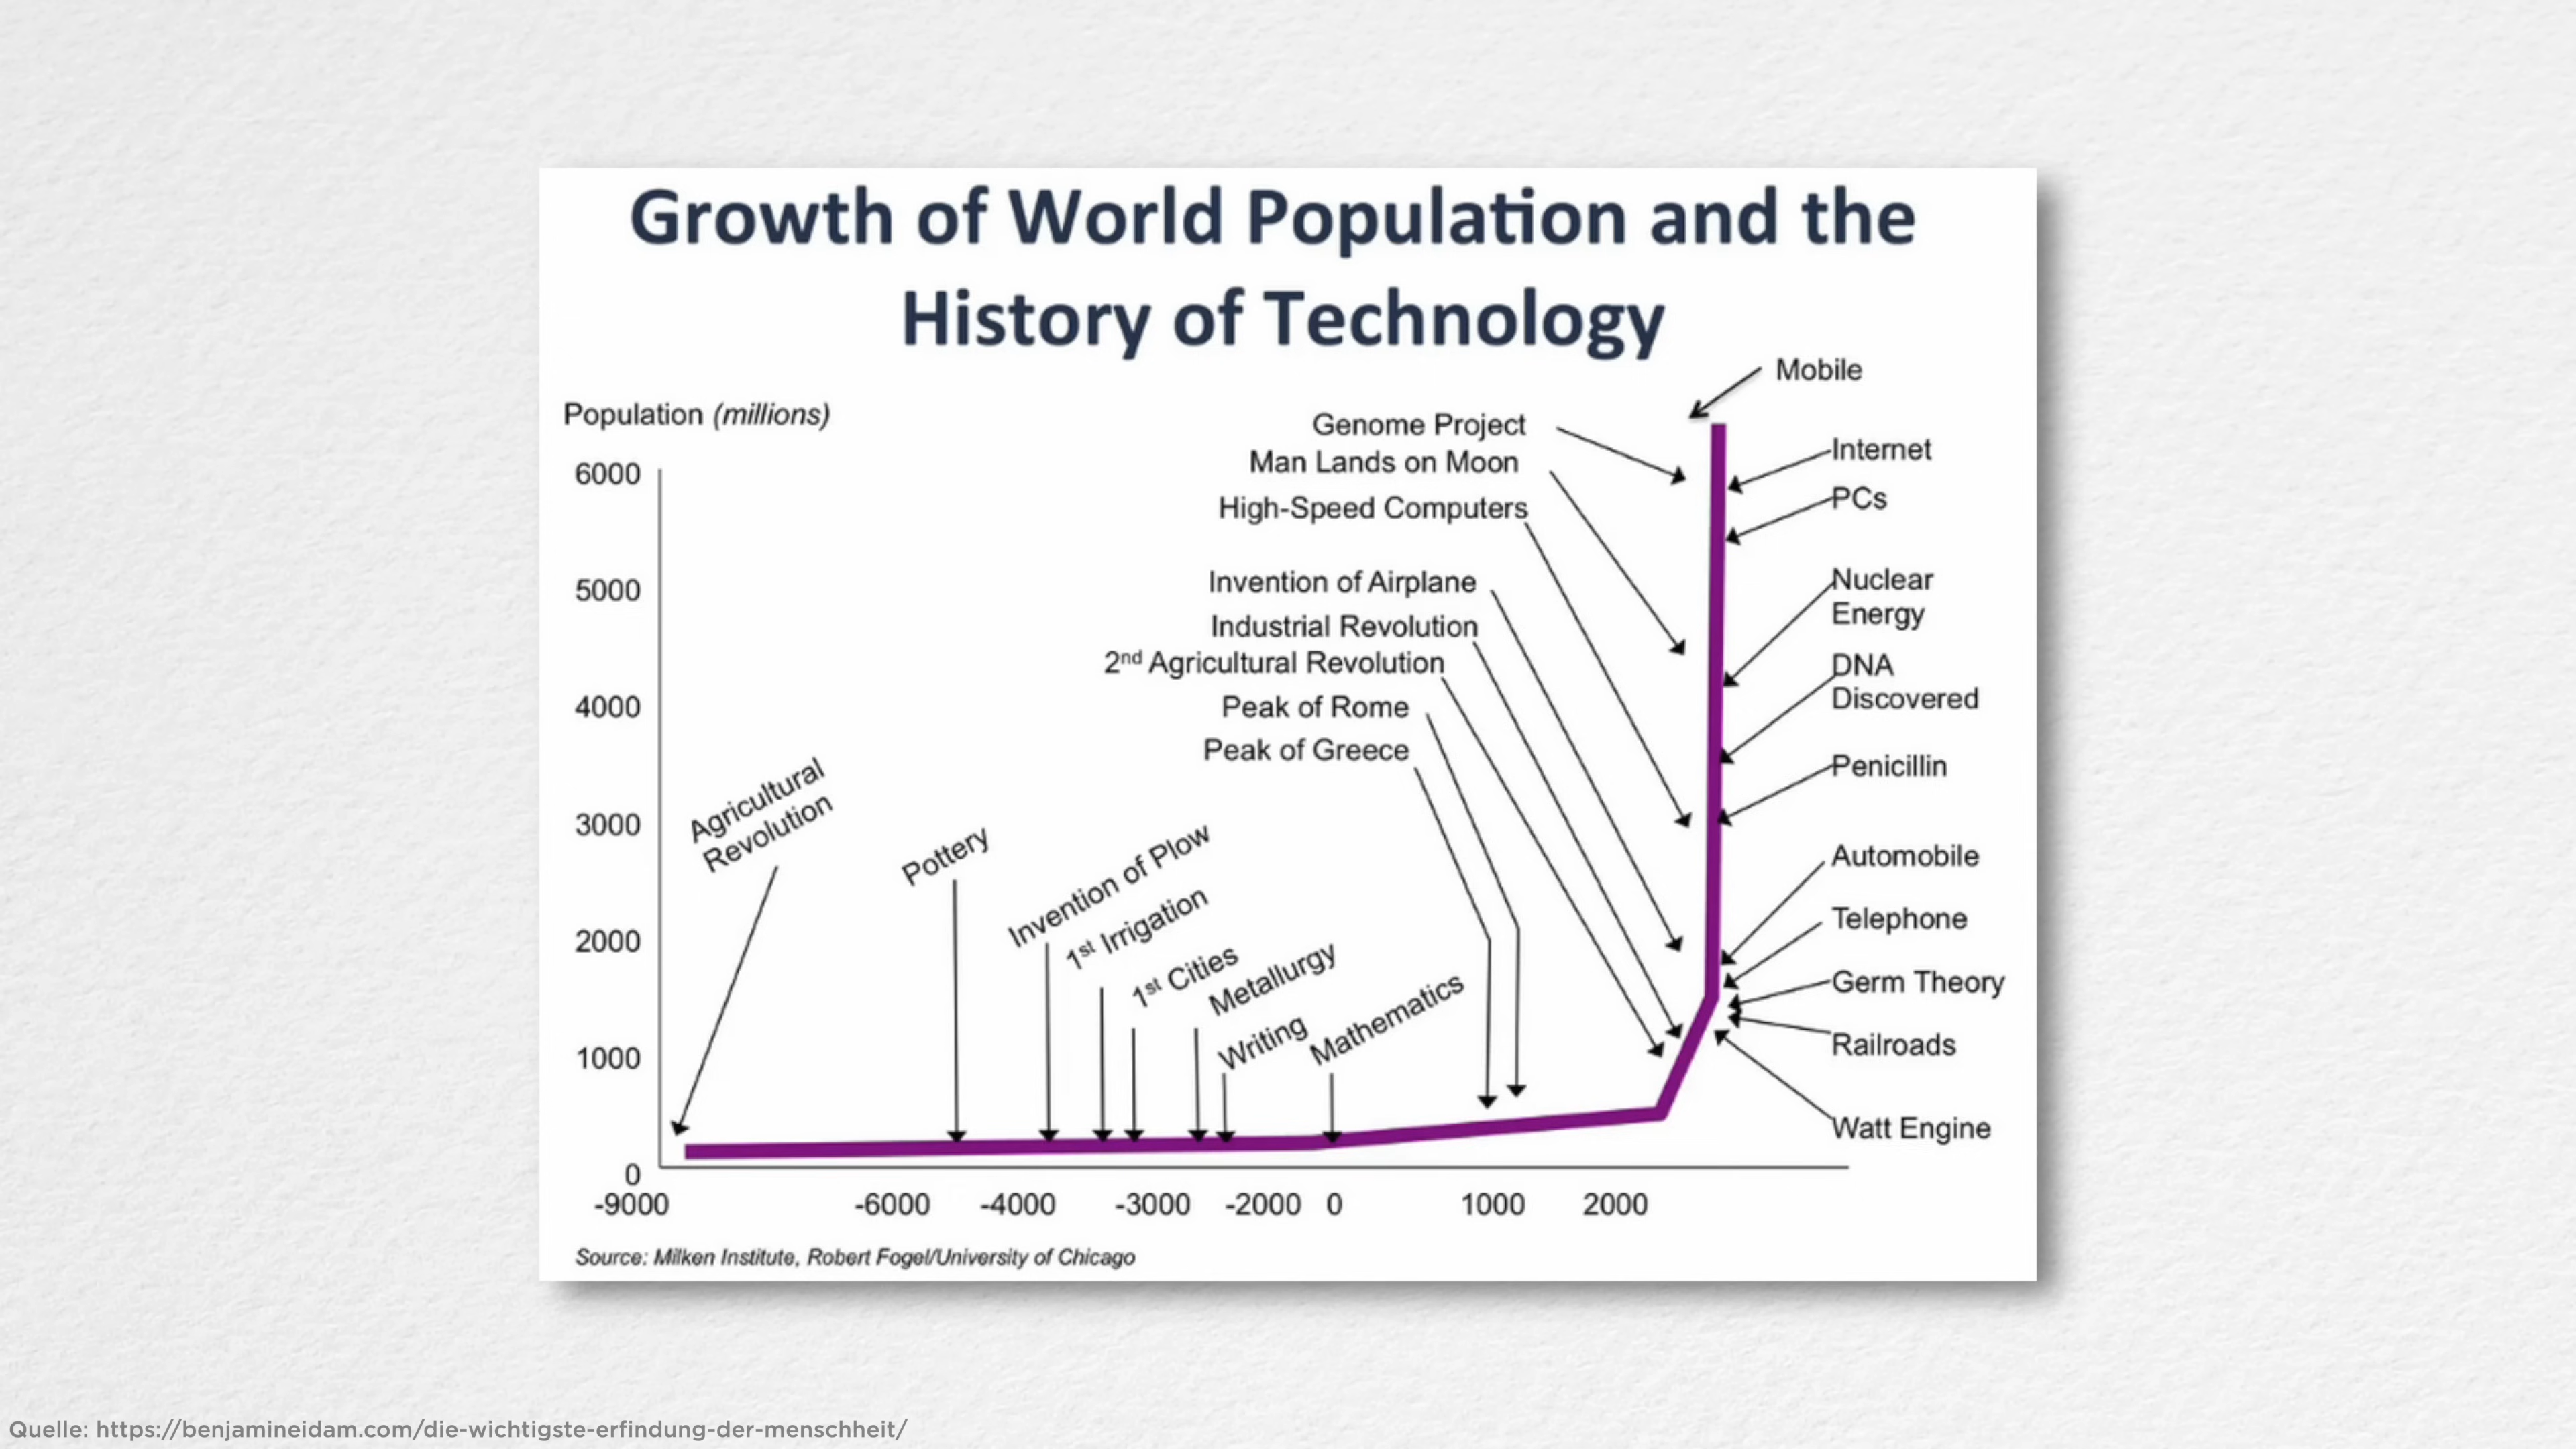 Growth of World Population and the
History of Technology
Population (millions)
6000
5000
4000
3000
2000
1000
0
-9000
-6000
-4000
-3000
-2000
0
1000
2000
Agricultural
Revolution
Pottery
Invention of Plow
1st Irrigation
1st Cities
Metallurgy
Writing
Mathematics
Genome Project
Man Lands on Moon
High-Speed Computers
Invention of Airplane
Industrial Revolution
2nd Agricultural Revolution
Peak of Rome
Peak of Greece
Mobile
Internet
PCs
Nuclear
Energy
DNA
Discovered
Penicillin
Automobile
Telephone
Germ Theory
Railroads
Watt Engine
Source: Milken Institute, Robert Fogel/University of Chicago
Quelle: https://benjamineidam.com/die-wichtigste-erfindung-der-menschheit/